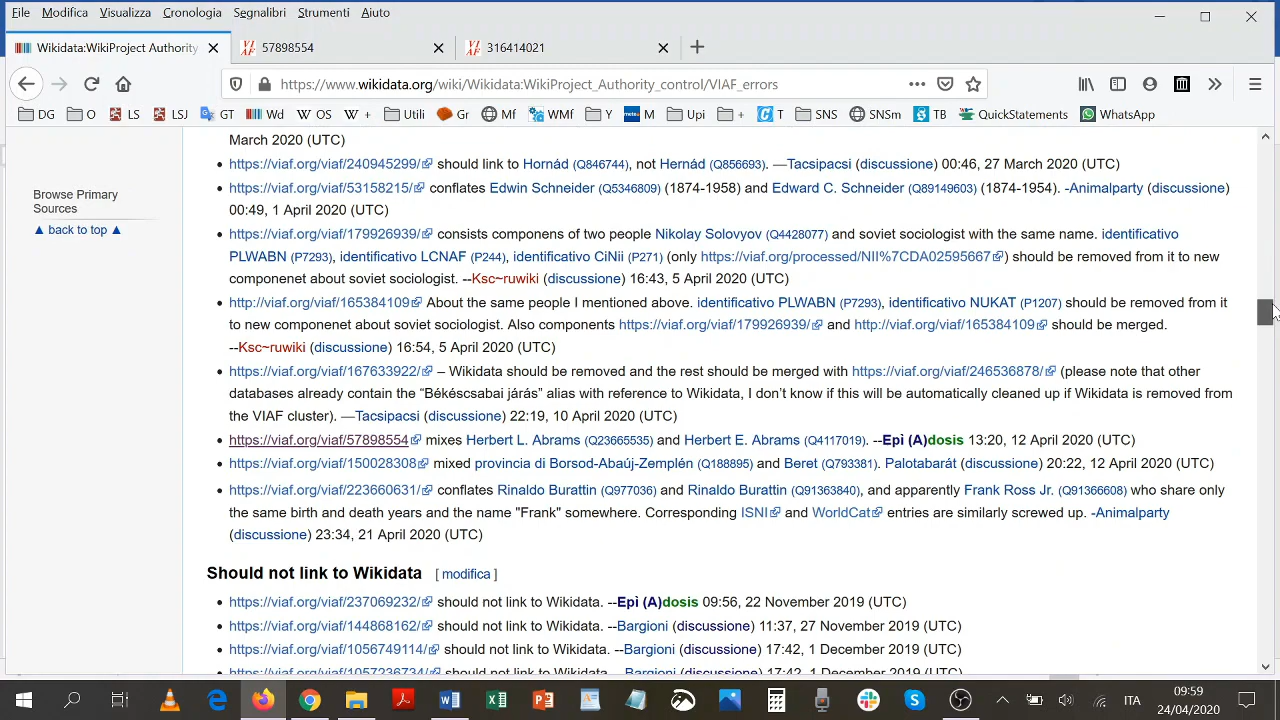 File Modifica Visualizza Cronologia Segnalibri Strumenti Aiuto
Wikidata:WikiProject Authority
57898554
316414021
https://www.wikidata.org/wiki/Wikidata:WikiProject_Authority_control/VIAF_errors
DG O LS LSJ GT Wd OS + Utili Gr Mf WMf Y M Upi + T SNS SNSm TB QuickStatements WhatsApp
Browse Primary
Sources
▲ back to top ▲
March 2020 (UTC)
https://viaf.org/viaf/240945299/ should link to Hornád (Q846744), not Hernád (Q856693). —Tacsipacsi (discussione) 00:46, 27 March 2020 (UTC)
https://viaf.org/viaf/53158215/ conflates Edwin Schneider (Q5346809) (1874-1958) and Edward C. Schneider (Q89149603) (1874-1954). -Animalparty (discussione)
00:49, 1 April 2020 (UTC)
https://viaf.org/viaf/179926939/ consists componens of two people Nikolay Solovyov (Q4428077) and soviet sociologist with the same name. identificativo
PLWABN (P7293), identificativo LCNAF (P244), identificativo CiNii (P271) (only https://viaf.org/processed/NII%7CDA02595667) should be removed from it to new
componenet about soviet sociologist. --Ksc~ruwiki (discussione) 16:43, 5 April 2020 (UTC)
http://viaf.org/viaf/165384109 About the same people I mentioned above. identificativo PLWABN (P7293), identificativo NUKAT (P1207) should be removed from it
to new componenet about soviet sociologist. Also components https://viaf.org/viaf/179926939/ and http://viaf.org/viaf/165384109 should be merged.
--Ksc~ruwiki (discussione) 16:54, 5 April 2020 (UTC)
https://viaf.org/viaf/167633922/ – Wikidata should be removed and the rest should be merged with https://viaf.org/viaf/246536878/ (please note that other
databases already contain the “Békéscsabai járás” alias with reference to Wikidata, I don’t know if this will be automatically cleaned up if Wikidata is removed from
the VIAF cluster). —Tacsipacsi (discussione) 22:19, 10 April 2020 (UTC)
https://viaf.org/viaf/57898554 mixes Herbert L. Abrams (Q23665535) and Herbert E. Abrams (Q4117019). --Epì (A)dosis 13:20, 12 April 2020 (UTC)
https://viaf.org/viaf/150028308 mixed provincia di Borsod-Abaúj-Zemplén (Q188895) and Beret (Q793381). Palotabarát (discussione) 20:22, 12 April 2020 (UTC)
https://viaf.org/viaf/223660631/ conflates Rinaldo Burattin (Q977036) and Rinaldo Burattin (Q91363840), and apparently Frank Ross Jr. (Q91366608) who share only
the same birth and death years and the name "Frank" somewhere. Corresponding ISNI and WorldCat entries are similarly screwed up. -Animalparty
(discussione) 23:34, 21 April 2020 (UTC)
Should not link to Wikidata [ modifica ]
https://viaf.org/viaf/237069232/ should not link to Wikidata. --Epì (A)dosis 09:56, 22 November 2019 (UTC)
https://viaf.org/viaf/144868162/ should not link to Wikidata. --Bargioni (discussione) 11:37, 27 November 2019 (UTC)
https://viaf.org/viaf/1056749114/ should not link to Wikidata. --Bargioni (discussione) 17:42, 1 December 2019 (UTC)
https://viaf.org/viaf/1057236734/ should not link to Wikidata. --Bargioni (discussione) 17:42, 1 December 2019 (UTC)
ITA
09:59
24/04/2020